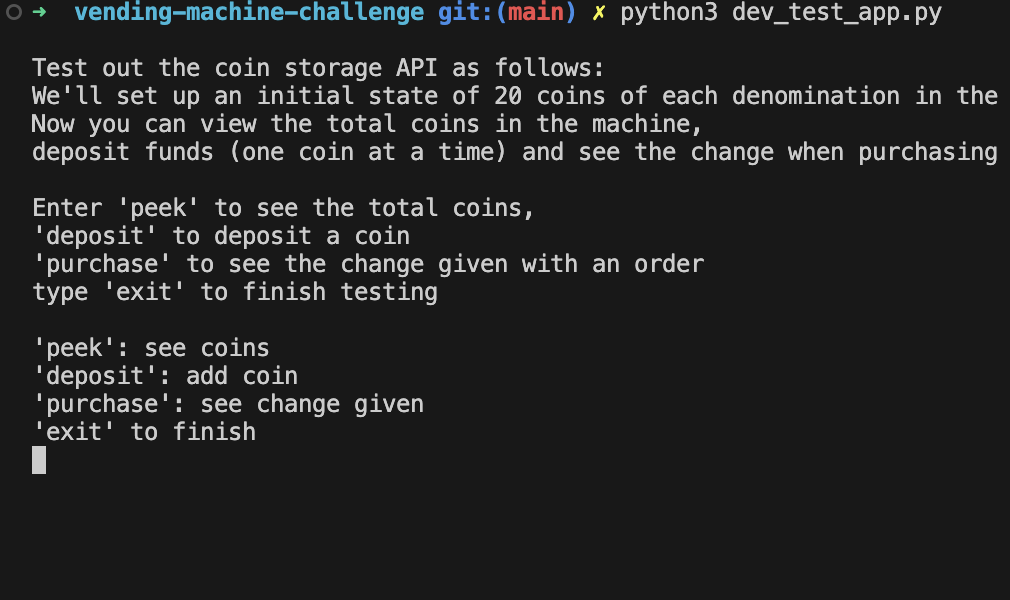 ➜ vending-machine-challenge git:(main) ✗ python3 dev_test_app.py
Test out the coin storage API as follows:
We'll set up an initial state of 20 coins of each denomination in the
Now you can view the total coins in the machine,
deposit funds (one coin at a time) and see the change when purchasing
Enter 'peek' to see the total coins,
'deposit' to deposit a coin
'purchase' to see the change given with an order
type 'exit' to finish testing
'peek': see coins
'deposit': add coin
'purchase': see change given
'exit' to finish